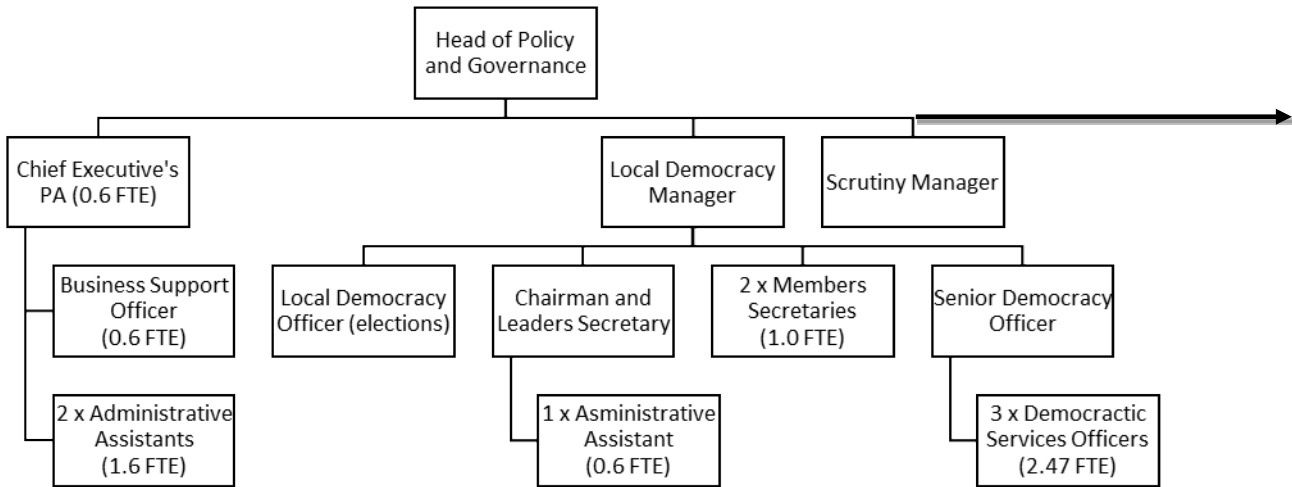 Head of Policy
and Governance
Chief Executive's
PA (0.6 FTE)
Local Democracy
Manager
Scrutiny Manager
Business Support
Officer
(0.6 FTE)
Local Democracy
Officer (elections)
Chairman and
Leaders Secretary
2 x Members
Secretaries
(1.0 FTE)
Senior Democracy
Officer
2 x Administrative
Assistants
(1.6 FTE)
1 x Asministrative
Assistant
(0.6 FTE)
3 x Democractic
Services Officers
(2.47 FTE)